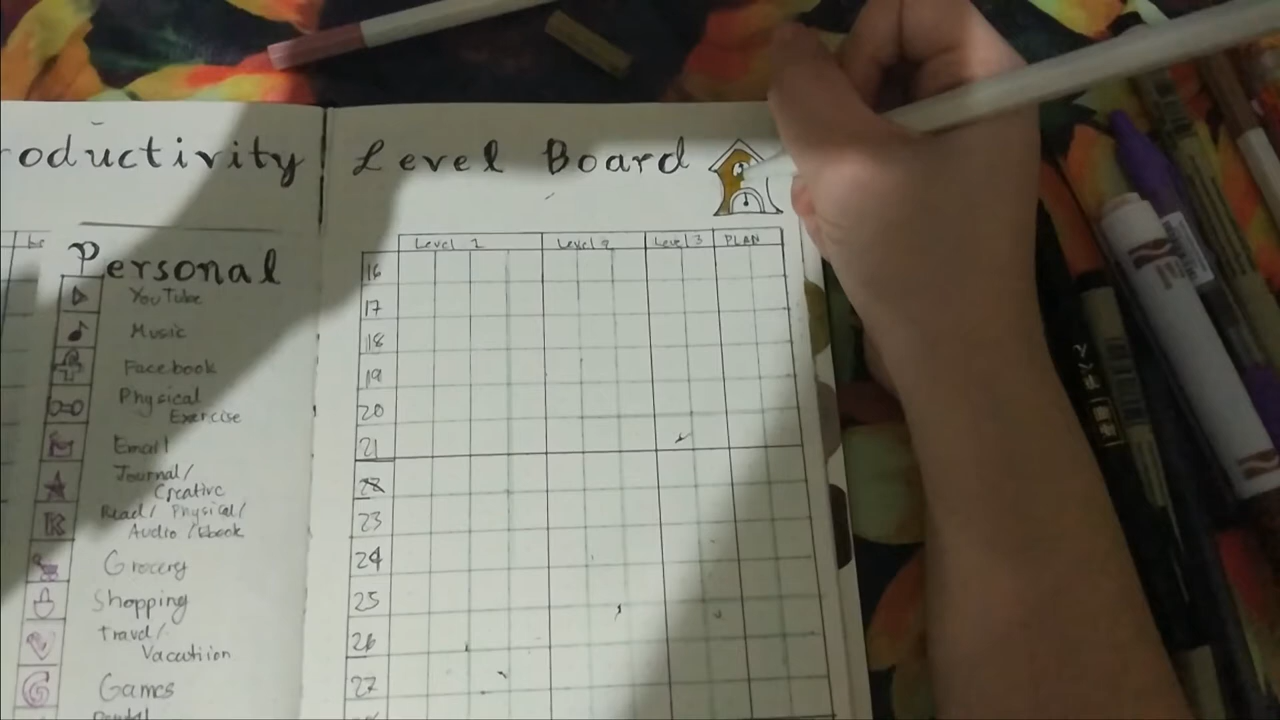 oductivity
Personal
YouTube
Music
Facebook
Physical
Exercise
Email
Journal/
Creative
Read/ Physical/
Audio/Ebook
Grocery
Shopping
Travel/
Vacatiion
Games
Level Board
Level 1
Level 2
Level 3
PLAN
16
17
18
19
20
21
22
23
24
25
26
27